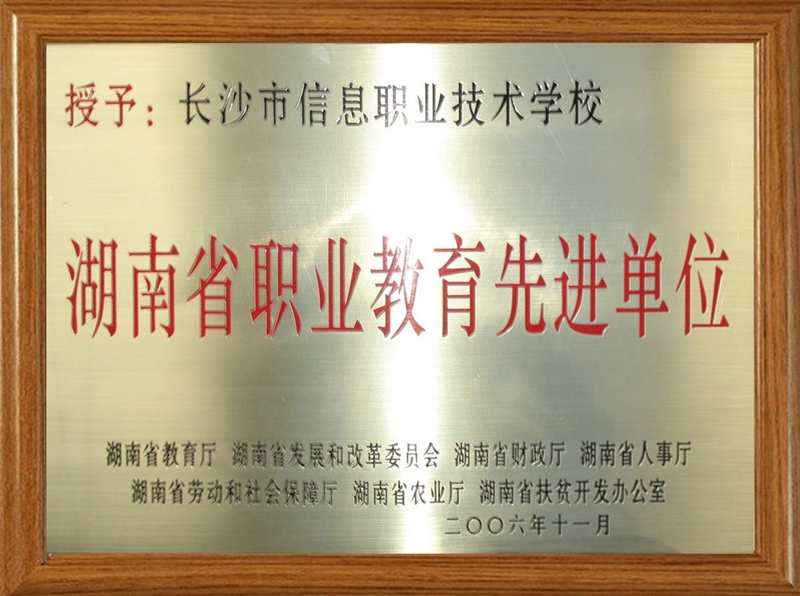 授予：长沙市信息职业技术学校
湖南省职业教育先进单位
湖南省教育厅 湖南省发展和改革委员会 湖南省财政厅 湖南省人事厅
湖南省劳动和社会保障厅 湖南省农业厅 湖南省扶贫开发办公室
二〇〇六年十一月